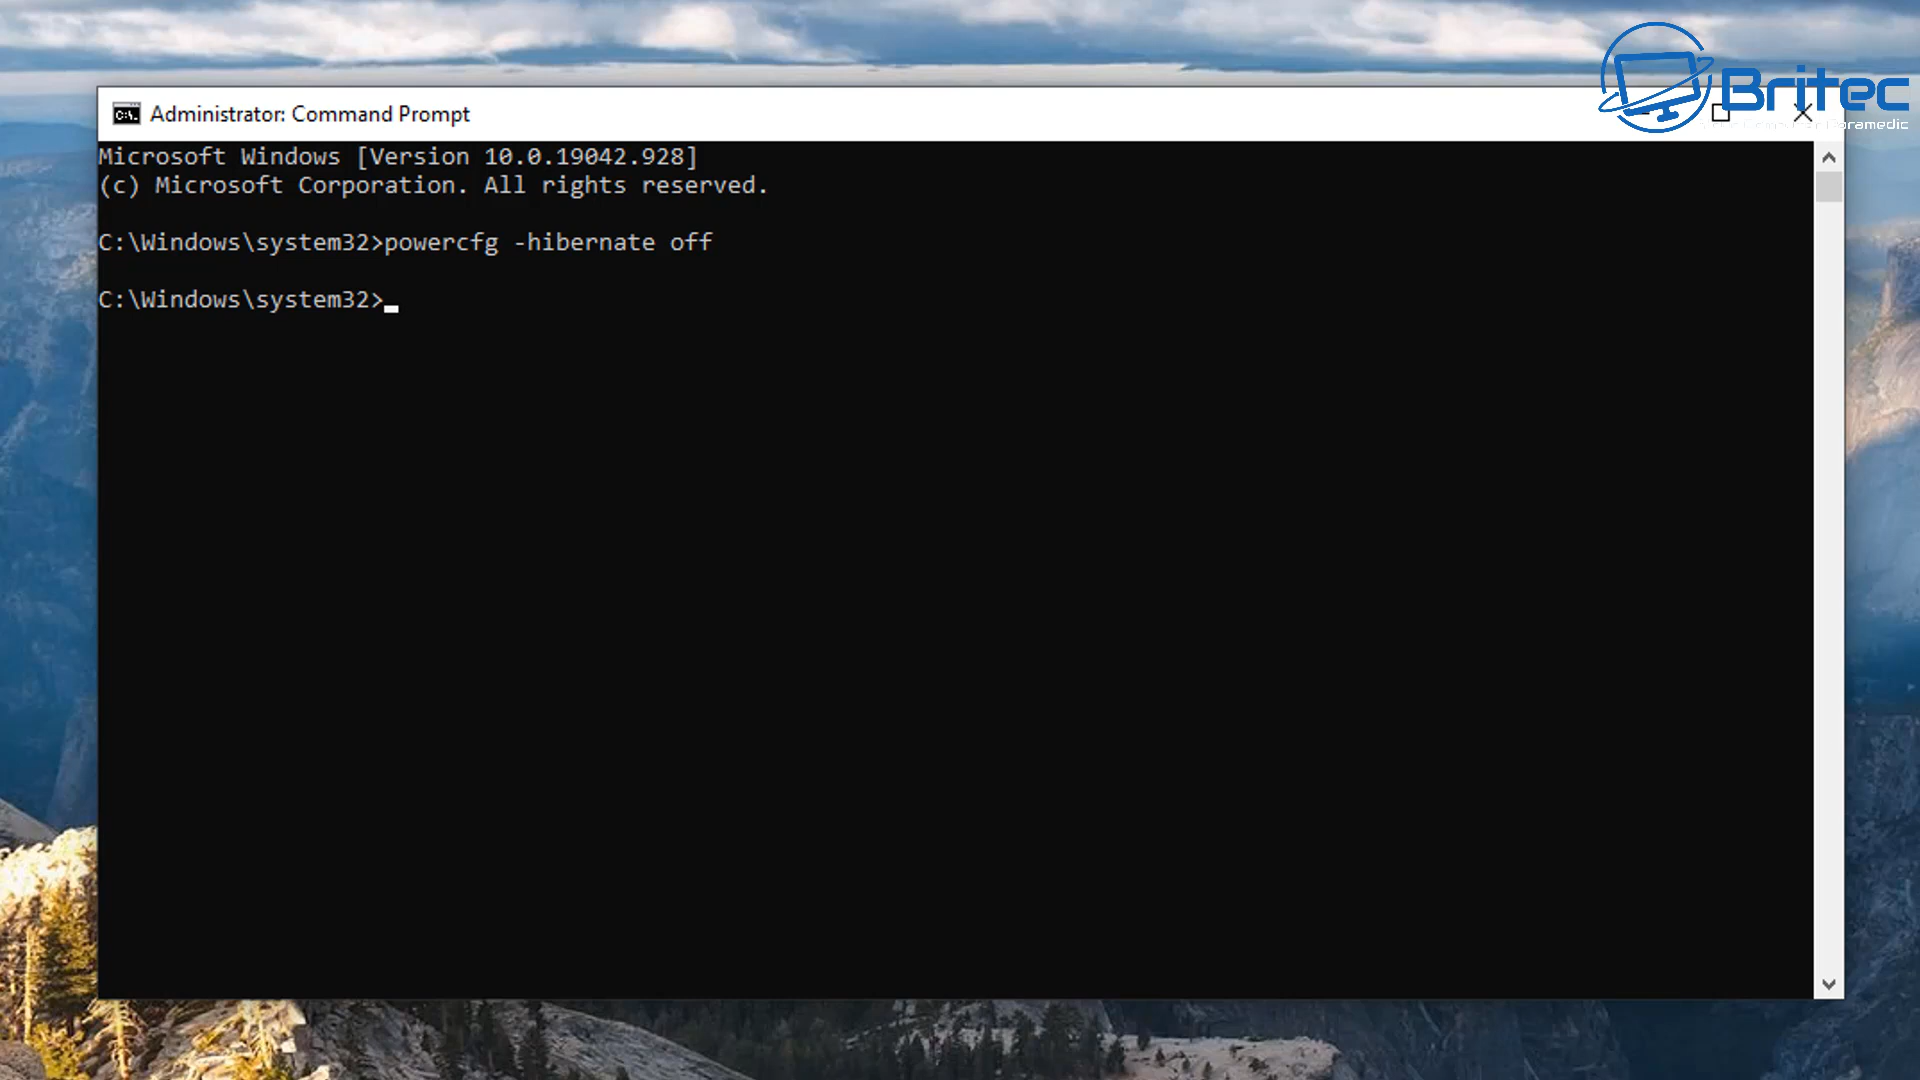 Britec
Administrator: Command Prompt
Microsoft Windows [Version 10.0.19042.928]
(c) Microsoft Corporation. All rights reserved.
C:\Windows\system32>powercfg -hibernate off
C:\Windows\system32>